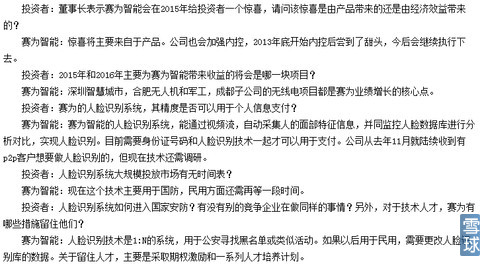 投资者：董事长表示赛为智能会在2015年给投资者一个惊喜，请问该惊喜是由产品带来的还是由经济效益带来
的？
赛为智能：惊喜将主要来自于产品。公司也会加强内控，2013年底开始内控后尝到了甜头，今后会继续执行下
去。
投资者：2015年和2016年主要为赛为智能带来收益的将会是哪一块项目？
赛为智能：深圳智慧城市，合肥无人机和军工，成都子公司的无线电项目都是赛为业绩增长的核心点。
投资者：赛为的人脸识别系统，其精度是否可以用于个人信息支付？
赛为智能：赛为智能的人脸识别系统，能通过视频流，自动采集人的面部特征信息，并同监控人脸数据库进行分
析对比，实现人脸识别。目前需要身份证号码和人脸识别技术一起才可以用于支付。公司从去年11月就陆续收到有
p2p客户想要做人脸识别的，但现在技术还需调研。
投资者：人脸识别系统大规模投放市场有无时间表？
赛为智能：现在这个技术主要用于国防，民用方面还需再等一段时间。
投资者：人脸识别系统如何进入国家安防？有没有别的竞争企业在做同样的事情？另外，对于技术人才，赛为有
哪些措施留住他们？
赛为智能：人脸识别技术是1:N的系统，用于公安寻找黑名单或类似活动。如果以后用于民用，需要更改人脸识
别库的数据。关于留住人才，主要是采取期权激励和一系列人才培养计划。
雪球